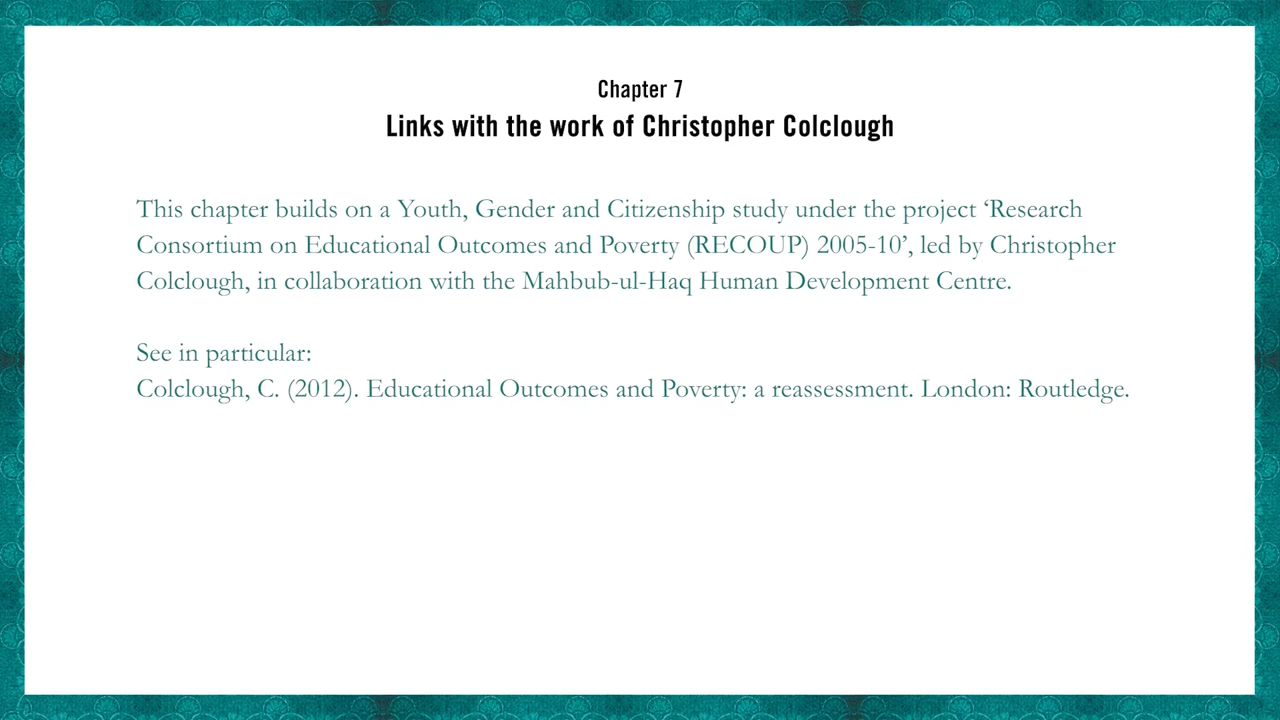 Chapter 7
Links with the work of Christopher Colclough
This chapter builds on a Youth, Gender and Citizenship study under the project ‘Research
Consortium on Educational Outcomes and Poverty (RECOUP) 2005-10’, led by Christopher
Colclough, in collaboration with the Mahbub-ul-Haq Human Development Centre.
See in particular:
Colclough, C. (2012). Educational Outcomes and Poverty: a reassessment. London: Routledge.